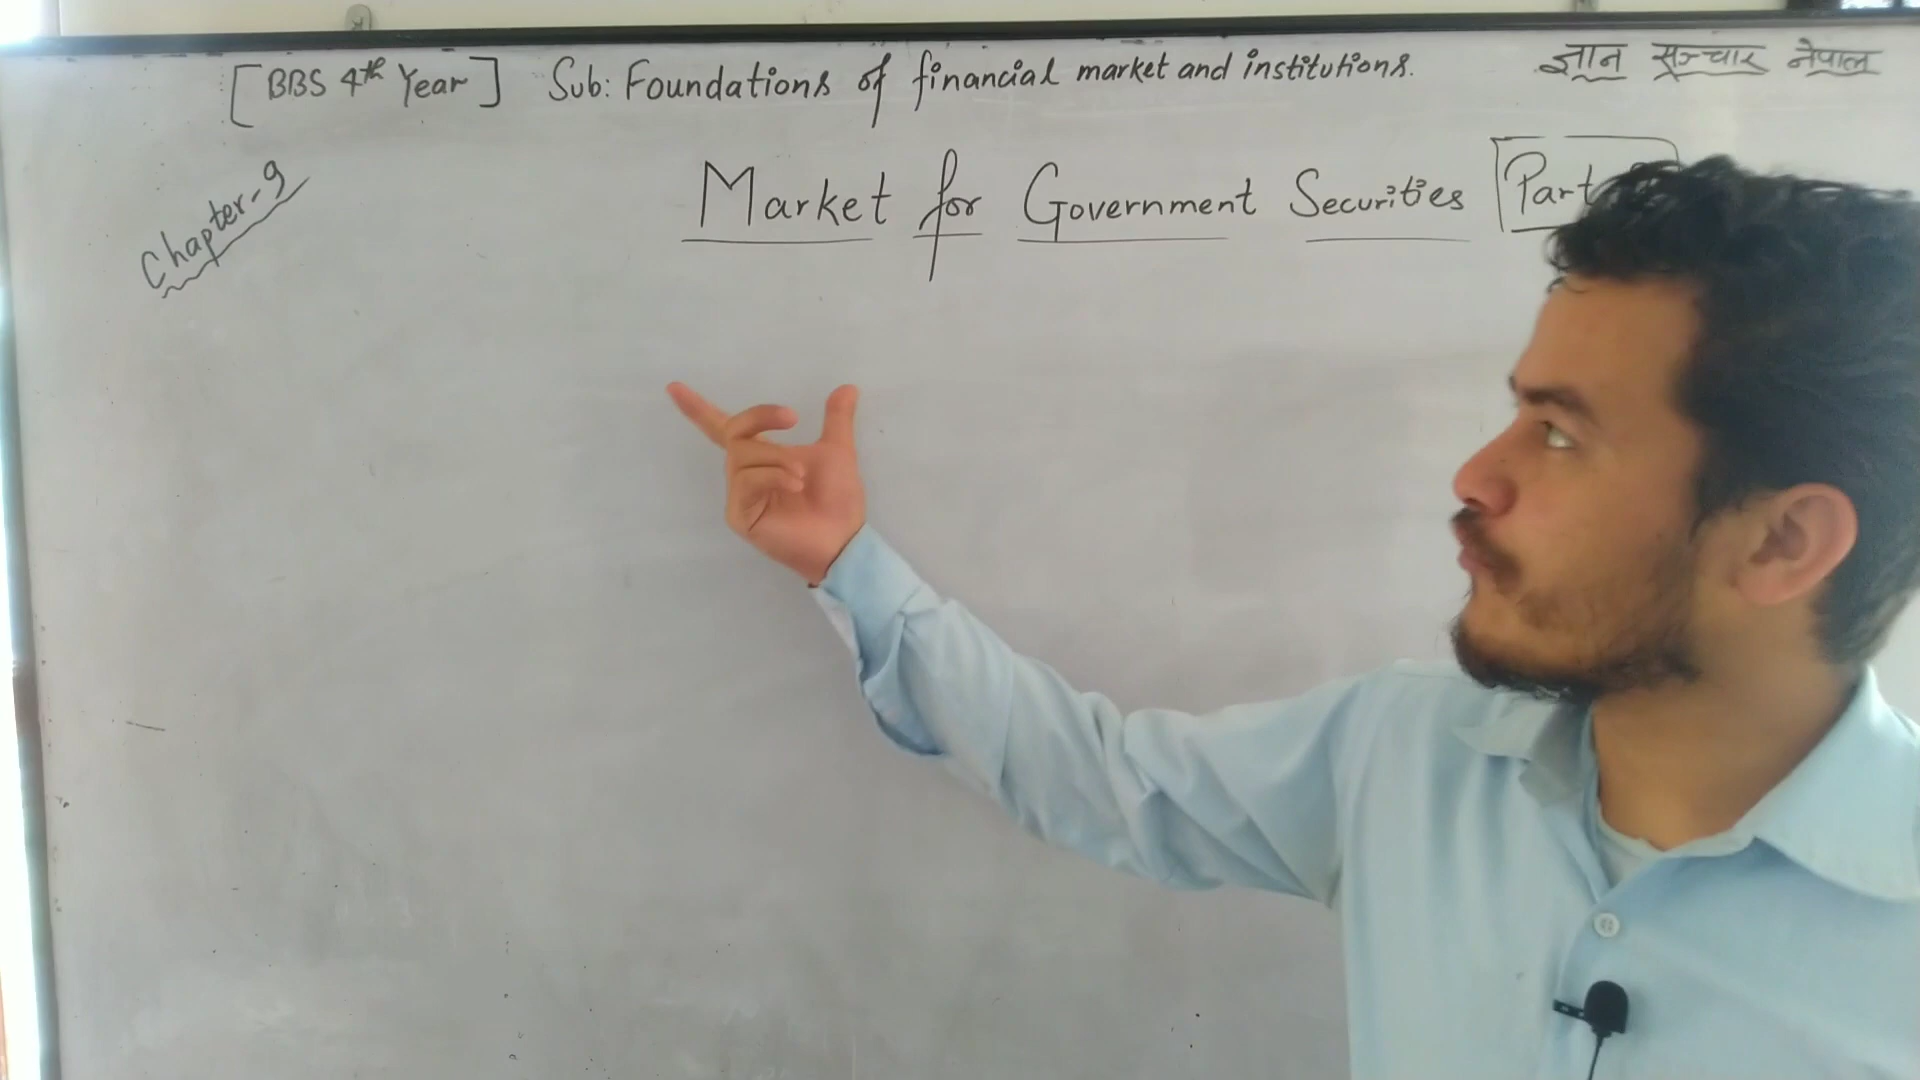 [BBS 4th Year] Sub: Foundations of financial market and institutions. ज्ञान सञ्चार नेपाल
Chapter-9
Market for Government Securities Part